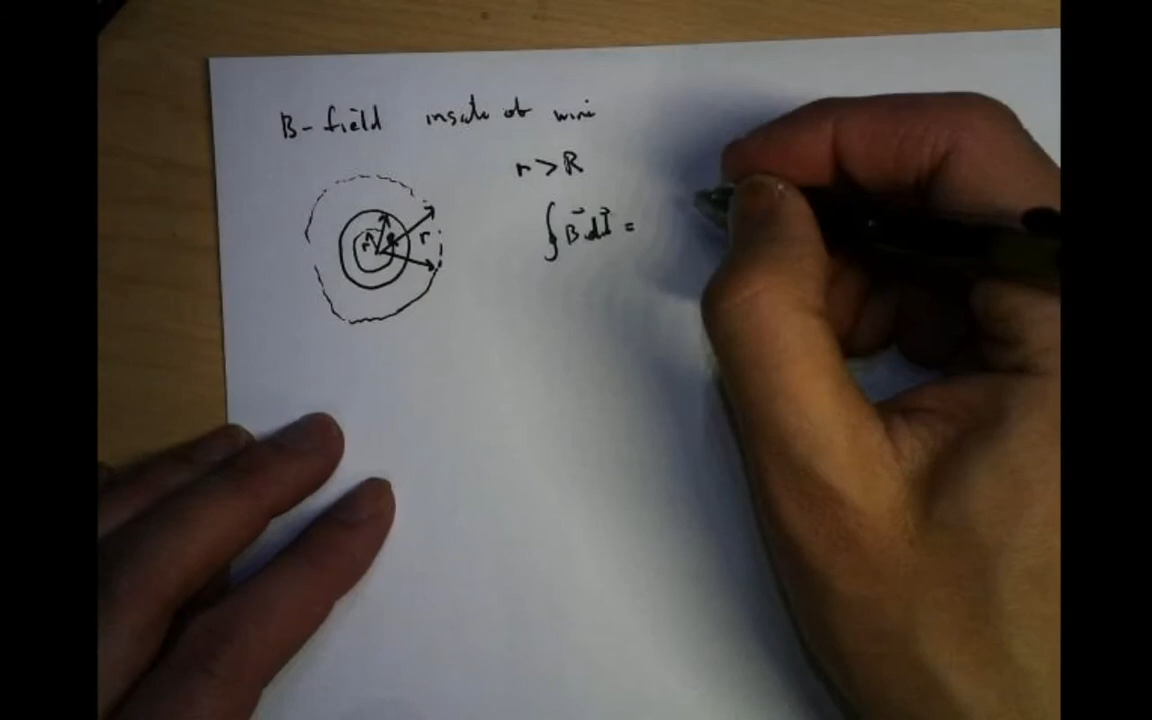 B-field inside of wire
r > R
∮ B⃗ dl⃗ =
r R r